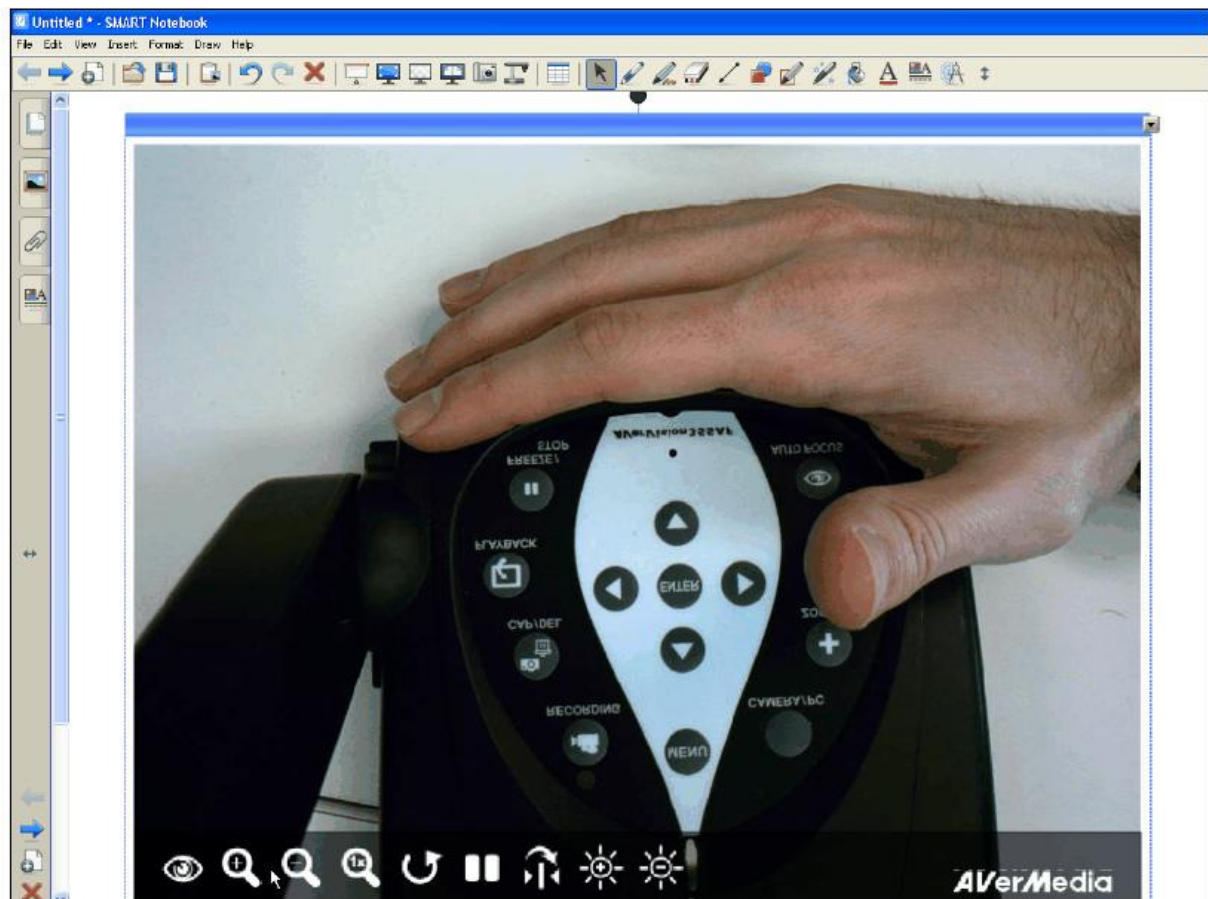 Untitled * - SMART Notebook
File Edit View Insert Format Draw Help
AVerVision355AF
STOP
FREEZE/
AUTO FOCUS
PLAYBACK
ENTER
CAP/DEL
RECORDING
CAMERA/PC
MENU
1x
AVerMedia